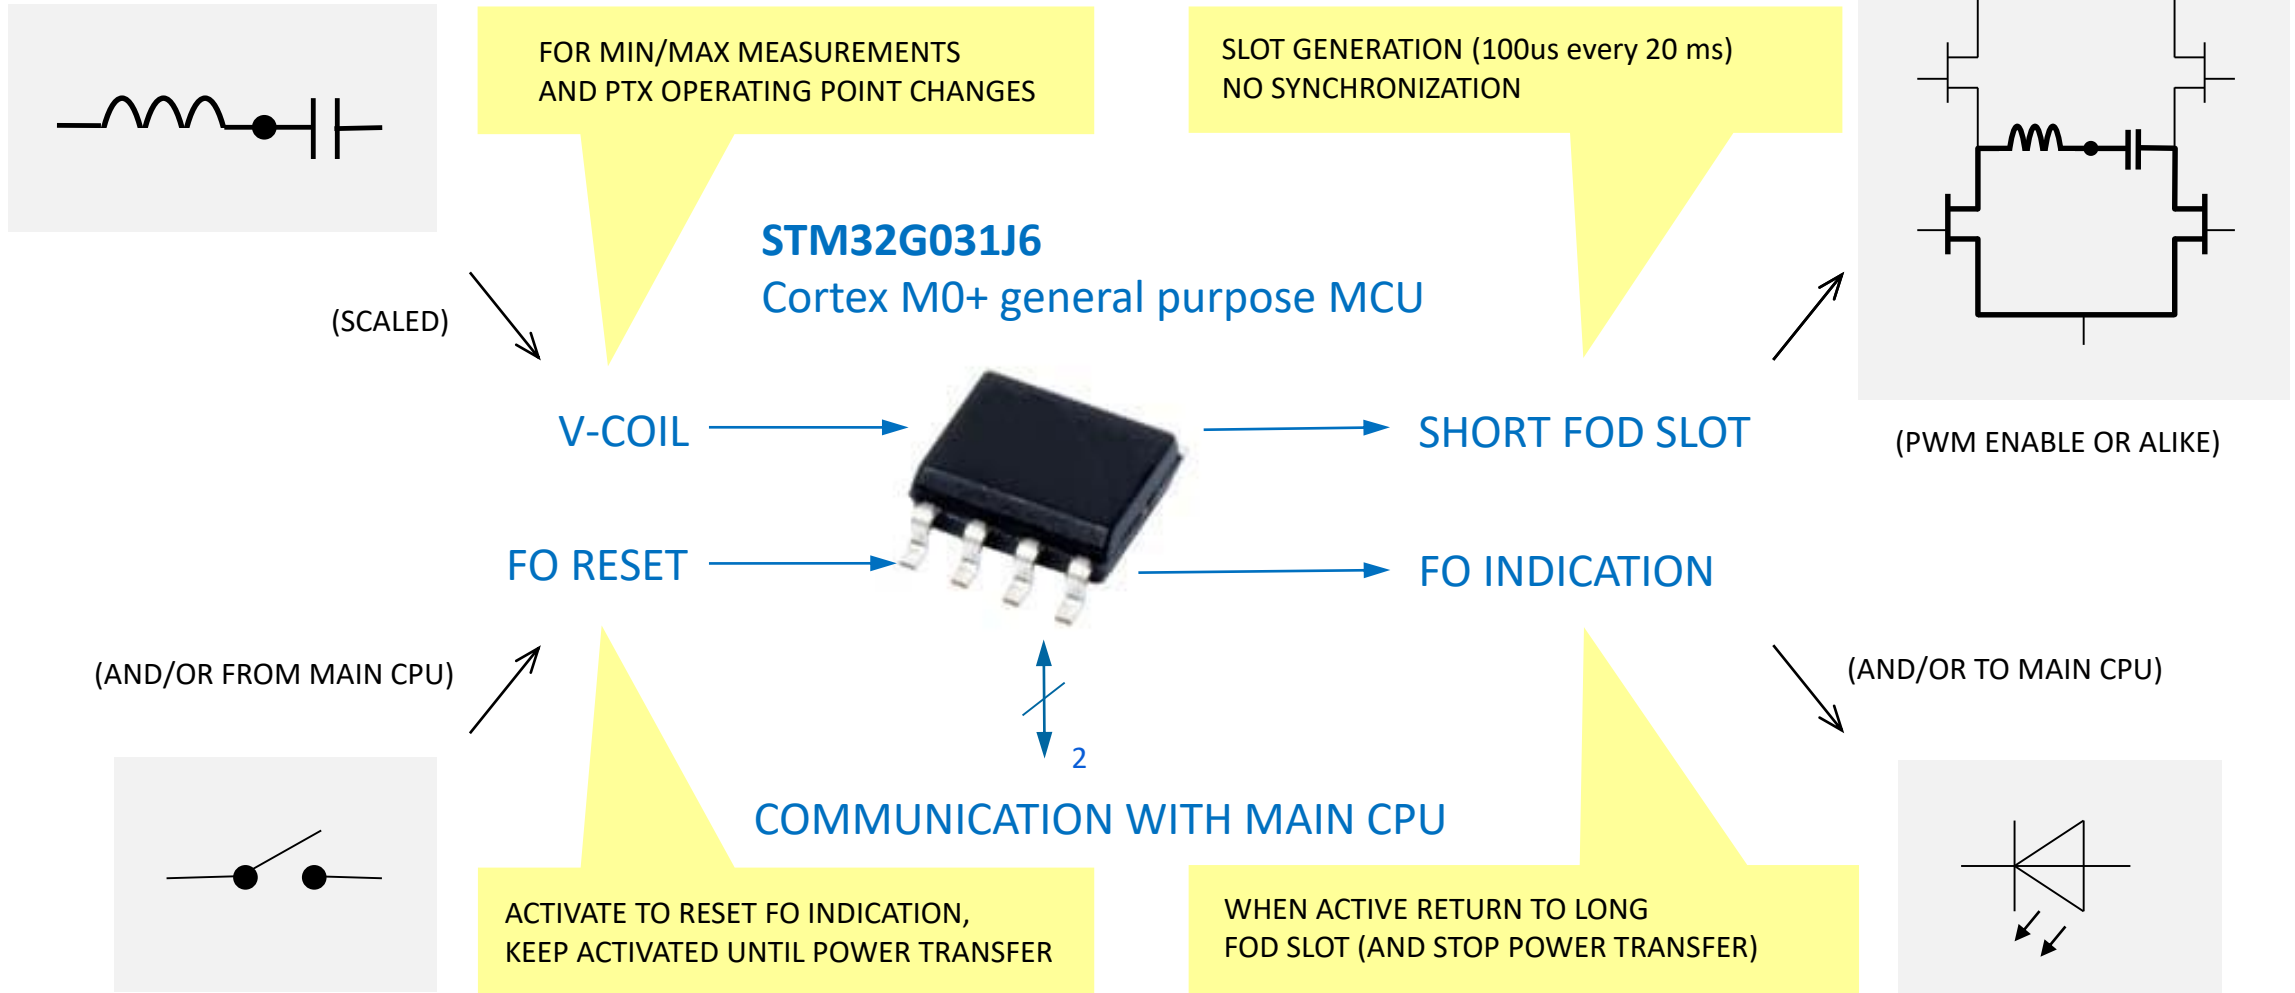 FOR MIN/MAX MEASUREMENTS
AND PTX OPERATING POINT CHANGES
SLOT GENERATION (100us every 20 ms)
NO SYNCHRONIZATION
STM32G031J6
Cortex M0+ general purpose MCU
(SCALED)
V-COIL
SHORT FOD SLOT
(PWM ENABLE OR ALIKE)
FO RESET
FO INDICATION
(AND/OR FROM MAIN CPU)
(AND/OR TO MAIN CPU)
2
COMMUNICATION WITH MAIN CPU
ACTIVATE TO RESET FO INDICATION,
KEEP ACTIVATED UNTIL POWER TRANSFER
WHEN ACTIVE RETURN TO LONG
FOD SLOT (AND STOP POWER TRANSFER)